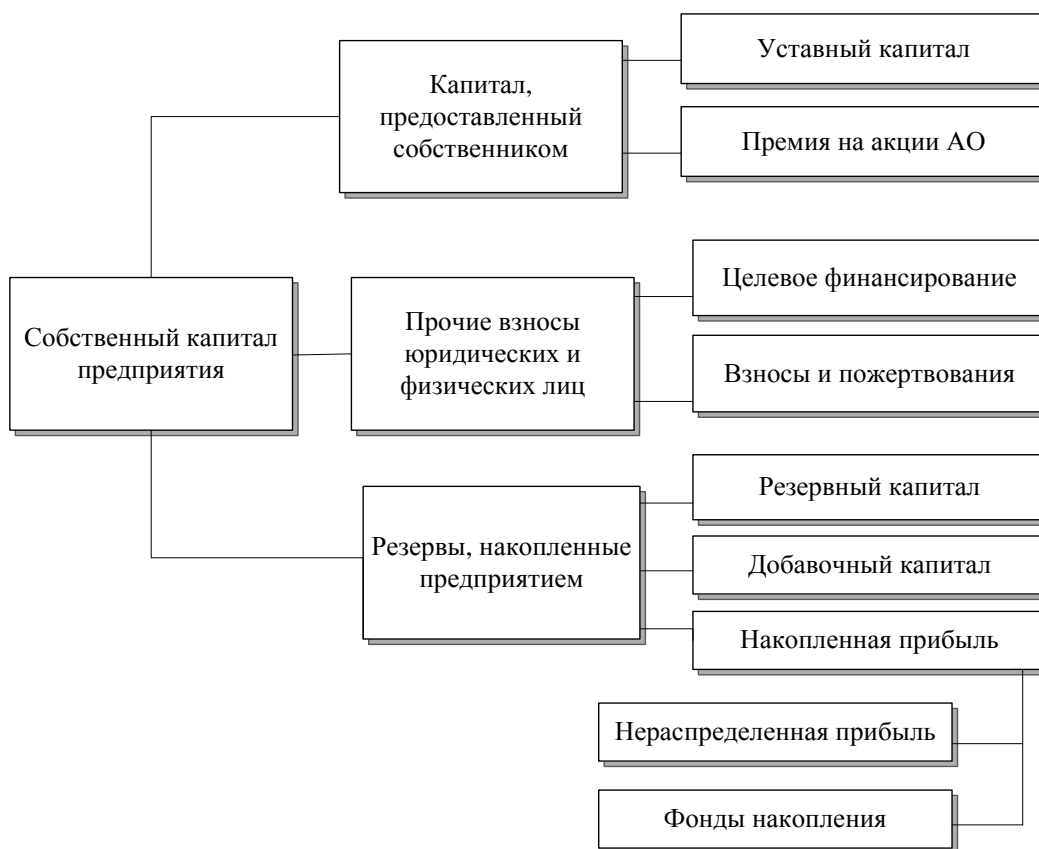 Капитал,
предоставленный
собственником
Уставный капитал
Премия на акции АО
Собственный капитал
предприятия
Прочие взносы
юридических и
физических лиц
Целевое финансирование
Взносы и пожертвования
Резервы, накопленные
предприятием
Резервный капитал
Добавочный капитал
Накопленная прибыль
Нераспределенная прибыль
Фонды накопления